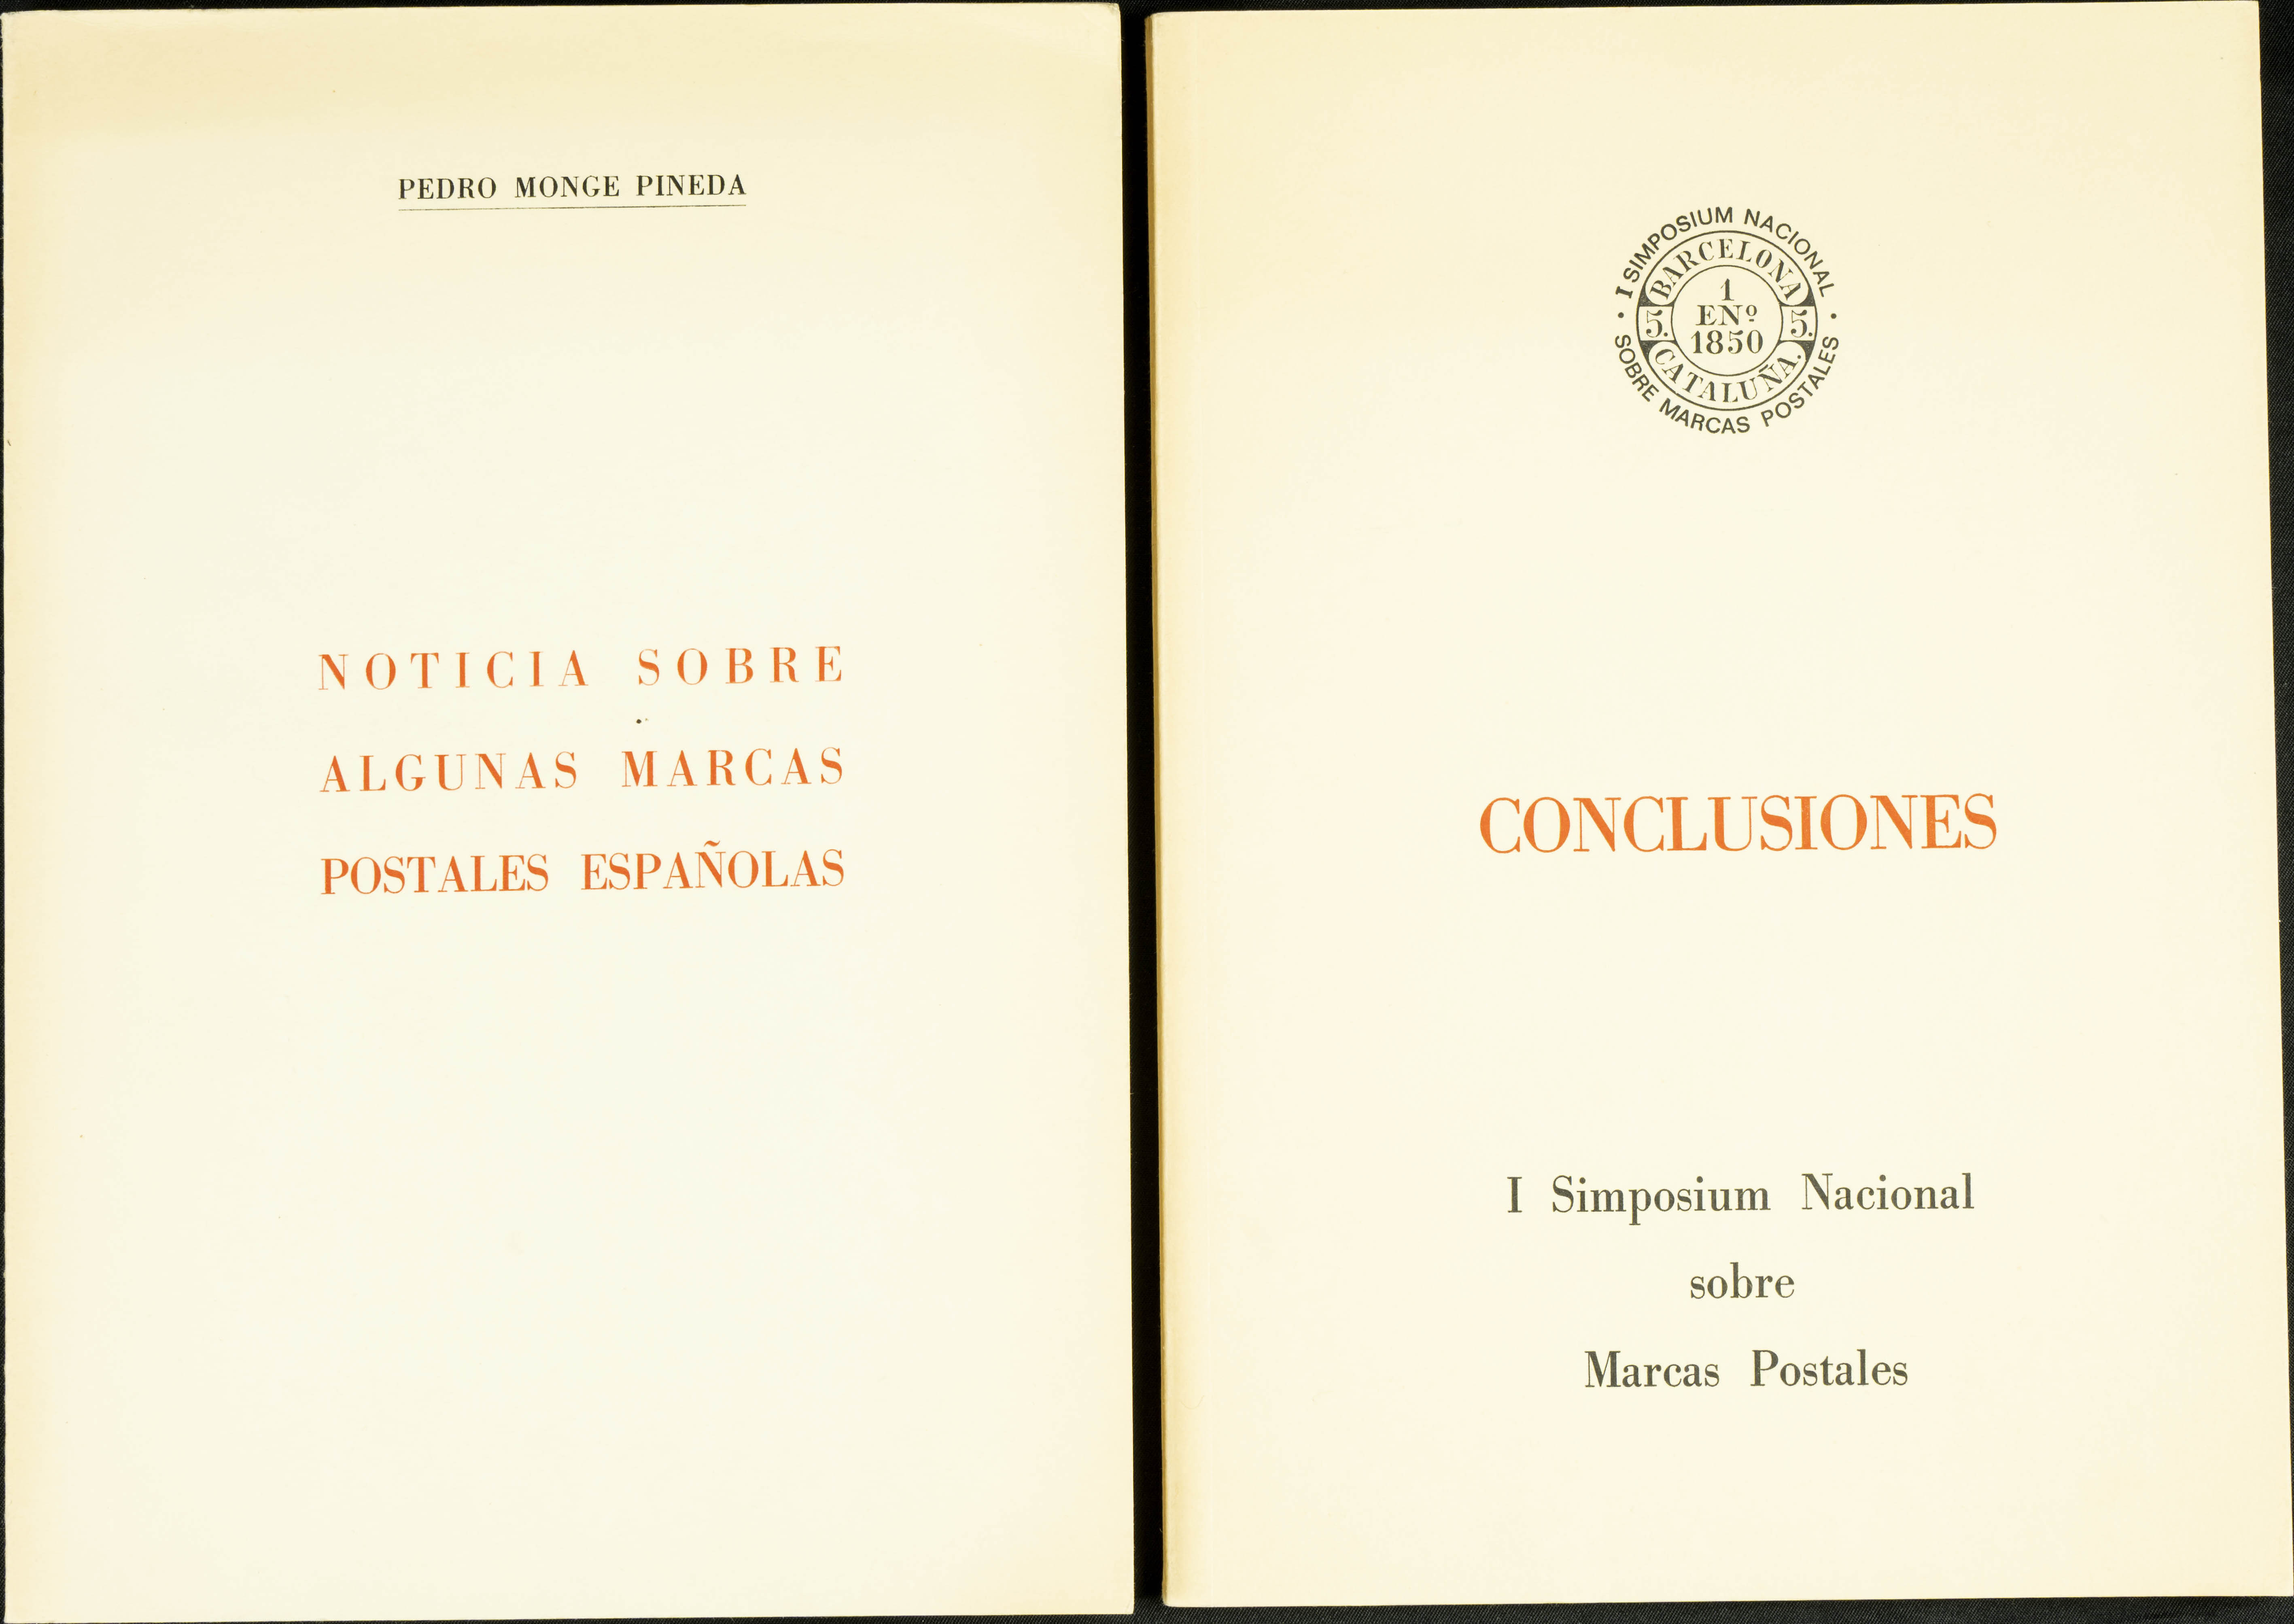 PEDRO MONGE PINEDA
NOTICIA SOBRE
ALGUNAS MARCAS
POSTALES ESPAÑOLAS
I SIMPOSIUM NACIONAL
BARCELONA
1
ENº
1850
5. 5.
CATALUÑA.
SOBRE MARCAS POSTALES
CONCLUSIONES
I Simposium Nacional
sobre
Marcas Postales